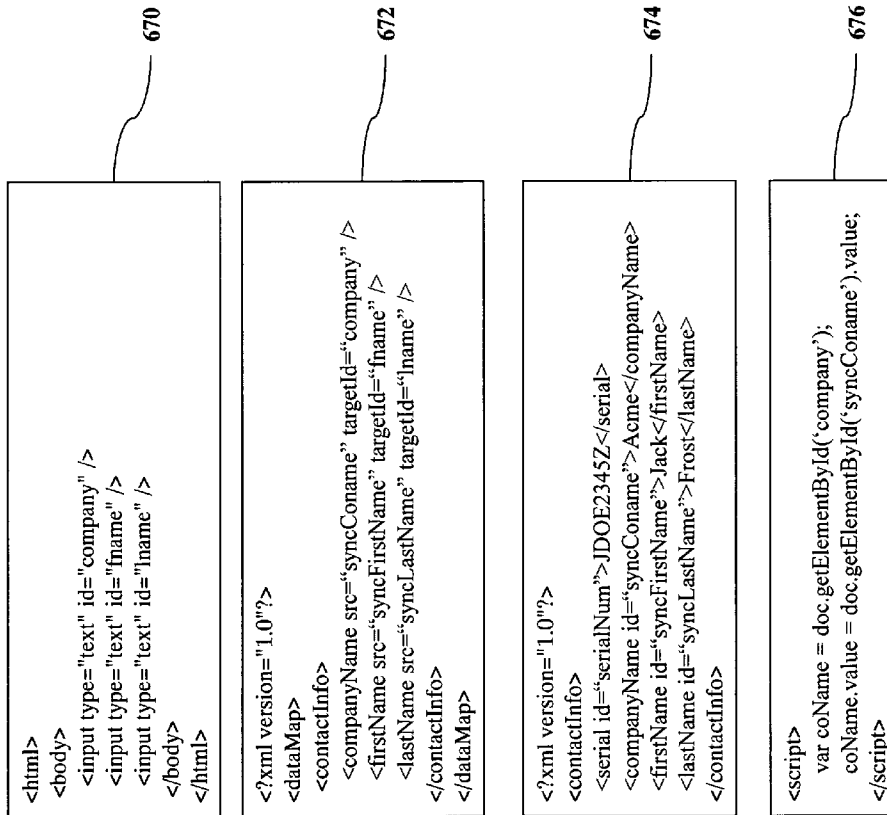 <html>
<body>
<input type="text" id="company" />
<input type="text" id="fname" />
<input type="text" id="lname" />
</body>
</html>
670
<?xml version="1.0"?>
<dataMap>
<contactInfo>
<companyName src=“syncConame” targetId=“company” />
<firstName src=“syncFirstName” targetId=“fname” />
<lastName src=“syncLastName” targetId=“lname” />
</contactInfo>
</dataMap>
672
<?xml version="1.0"?>
<contactInfo>
<serial id=“serialNum”>JDOE2345Z</serial>
<companyName id=“syncConame”>Acme</companyName>
<firstName id=“syncFirstName”>Jack</firstName>
<lastName id=“syncLastName”>Frost</lastName>
</contactInfo>
674
<script>
var coName = doc.getElementById(‘company’);
coName.value = doc.getElementById(‘syncConame’).value;
</script>
676